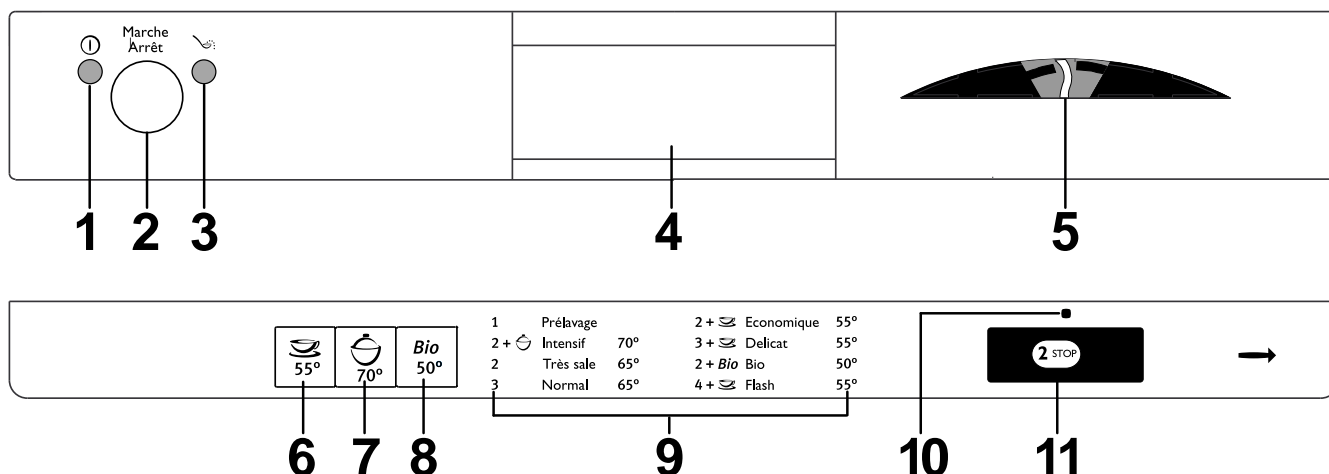 Marche
Arrêt
1 2 3 4 5
55° 70° Bio
50°
1 Prélavage
2 + Intensif 70°
2 Très sale 65°
3 Normal 65°
2 + Economique 55°
3 + Delicat 55°
2 + Bio Bio 50°
4 + Flash 55°
2 STOP
6 7 8 9 10 11